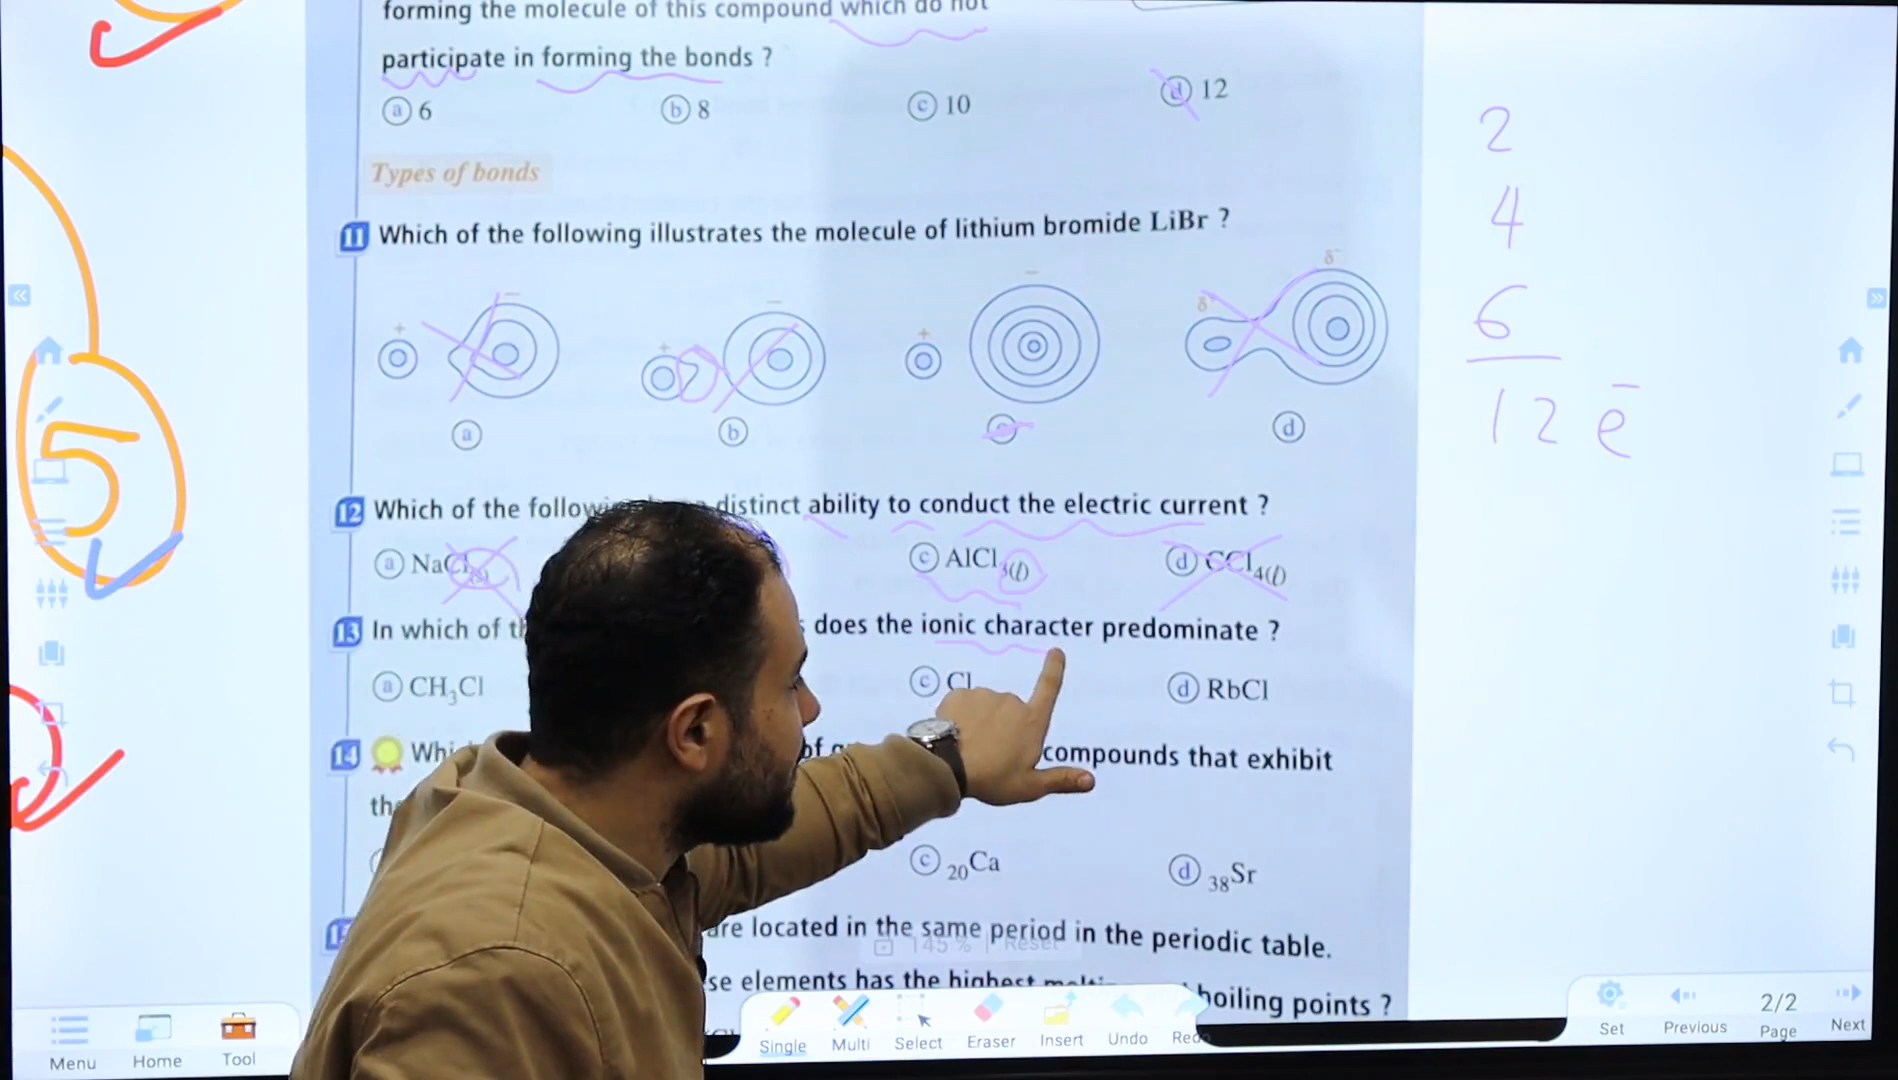 forming the molecule of this compound which do not
participate in forming the bonds ?
a 6 b 8 c 10 d 12
Types of bonds
11 Which of the following illustrates the molecule of lithium bromide LiBr ?
+ − + − + − δ+ δ−
a b c d
12 Which of the distinct ability to conduct the electric current ?
a NaCl(s) c AlCl3(l) d CCl4(l)
13 In which of does the ionic character predominate ?
a CH3Cl c Cl d RbCl
14 compounds that exhibit
c 20Ca d 38Sr
are located in the same period in the periodic table.
elements has the highest boiling points ?
2
4
6
12 e−
5
145% | Reset
Menu Home Tool
Single Multi Select Eraser Insert Undo
Set Previous 2/2 Page Next